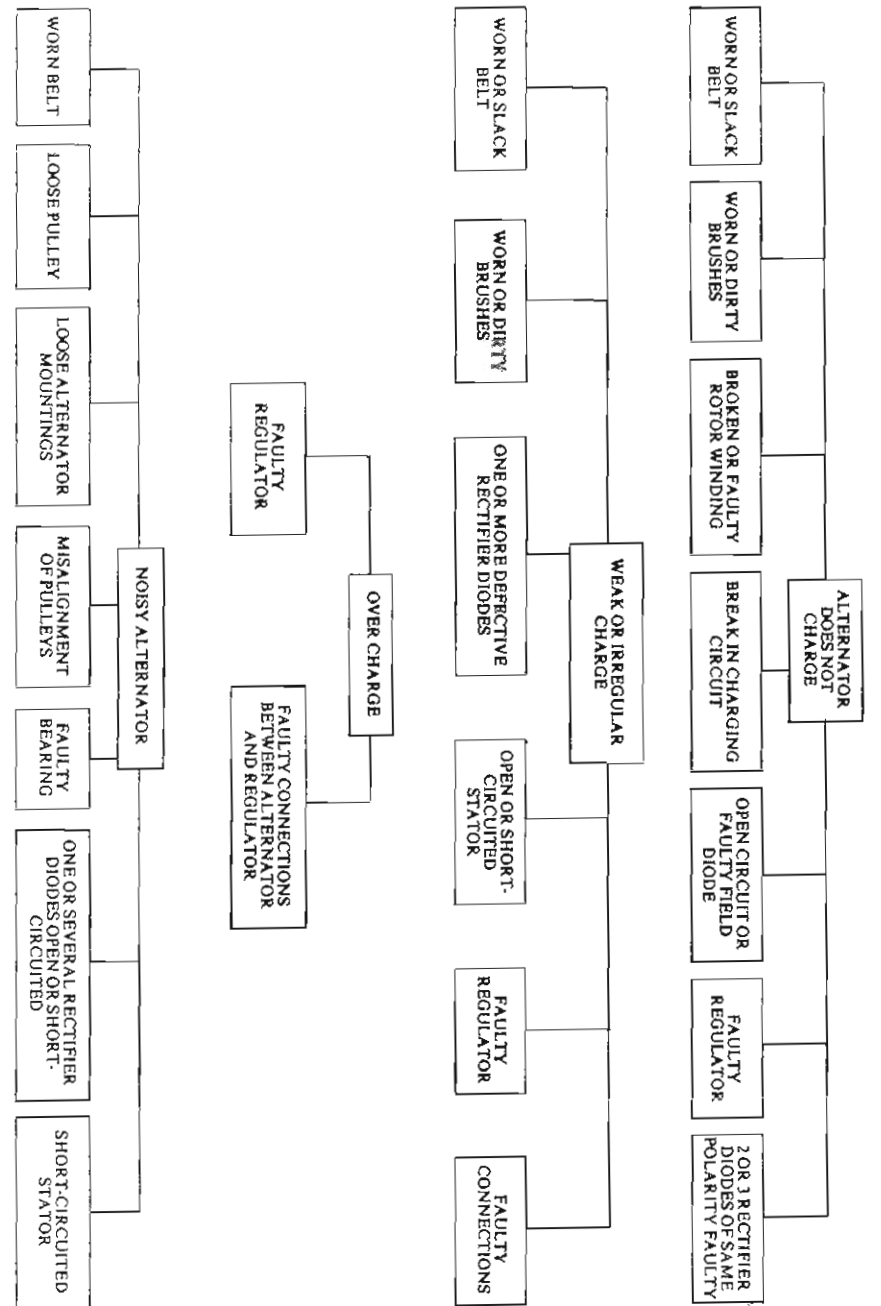 ALTERNATOR
DOES NOT
CHARGE
WORN OR SLACK
BELT
WORN OR DIRTY
BRUSHES
BROKEN OR FAULTY
ROTOR WINDING
BREAK IN CHARGING
CIRCUIT
OPEN CIRCUIT OR
FAULTY FIELD
DIODE
FAULTY
REGULATOR
2 OR 3 RECTIFIER
DIODES OF SAME
POLARITY FAULTY
WEAK OR IRREGULAR
CHARGE
WORN OR SLACK
BELT
WORN OR DIRTY
BRUSHES
ONE OR MORE DEFECTIVE
RECTIFIER DIODES
OPEN OR SHORT-
CIRCUITED
STATOR
FAULTY
REGULATOR
FAULTY
CONNECTIONS
OVER CHARGE
FAULTY
REGULATOR
FAULTY CONNECTIONS
BETWEEN ALTERNATOR
AND REGULATOR
NOISY ALTERNATOR
WORN BELT
LOOSE PULLEY
LOOSE ALTERNATOR
MOUNTINGS
MISALIGNMENT
OF PULLEYS
FAULTY
BEARING
ONE OR SEVERAL RECTIFIER
DIODES OPEN OR SHORT-
CIRCUITED
SHORT-CIRCUITED
STATOR